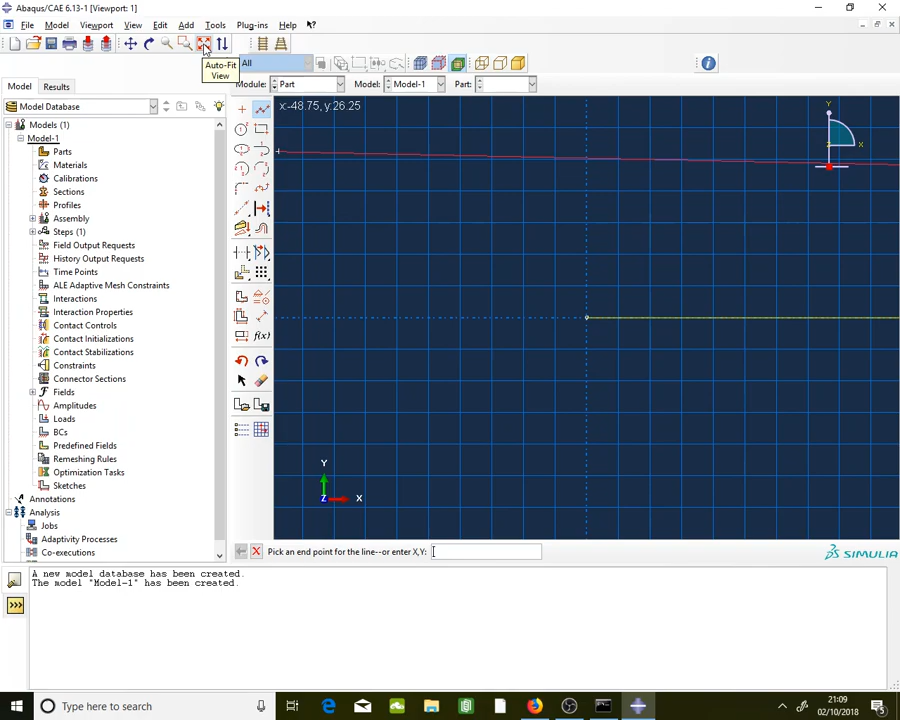 Abaqus/CAE 6.13-1 [Viewport: 1]
File Model Viewport View Edit Add Tools Plug-ins Help
All
Auto-Fit
View
Model Results
Module: Part Model: Model-1 Part:
Model Database
x:-48.75, y:26.25
Y
X
Z
Models (1)
Model-1
Parts
Materials
Calibrations
Sections
Profiles
Assembly
Steps (1)
Field Output Requests
History Output Requests
Time Points
ALE Adaptive Mesh Constraints
Interactions
Interaction Properties
Contact Controls
Contact Initializations
Contact Stabilizations
Constraints
Connector Sections
Fields
Amplitudes
Loads
BCs
Predefined Fields
Remeshing Rules
Optimization Tasks
Sketches
Annotations
Analysis
Jobs
Adaptivity Processes
Co-executions
f(x)
Y
Z X
Pick an end point for the line--or enter X,Y:
SIMULIA
A new model database has been created.
The model "Model-1" has been created.
>>>
Type here to search
21:09
02/10/2018
5